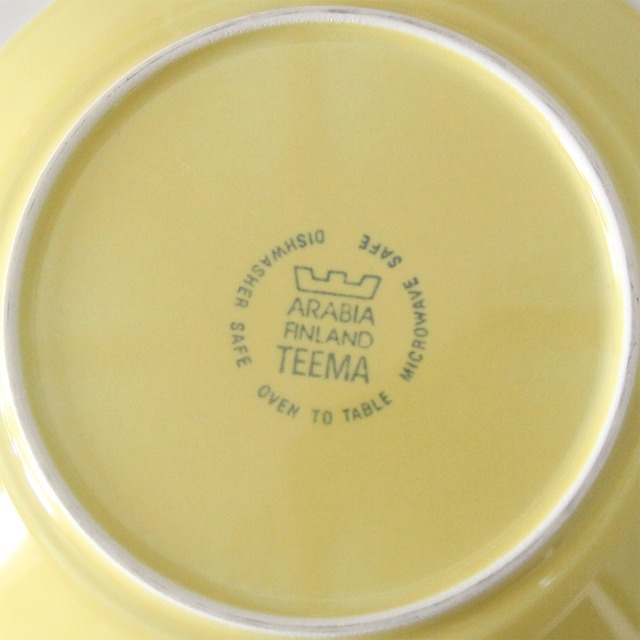 ARABIA
FINLAND
TEEMA
DISHWASHER SAFE
OVEN TO TABLE
MICROWAVE SAFE